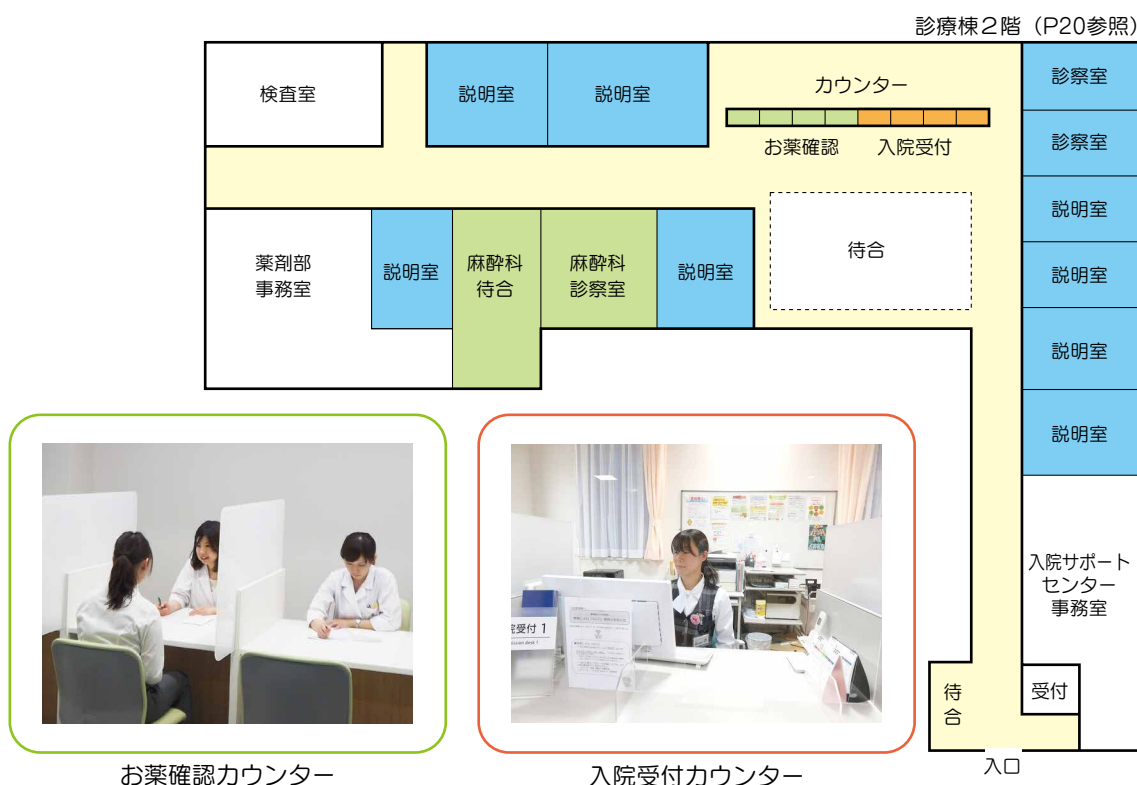 診療棟２階（P20参照）
検査室
説明室
説明室
カウンター
お薬確認
入院受付
診察室
診察室
説明室
説明室
説明室
説明室
待合
薬剤部
事務室
説明室
麻酔科
待合
麻酔科
診察室
説明室
入院サポート
センター
事務室
受付
待
合
入口
院受付 1
お薬確認カウンター
入院受付カウンター